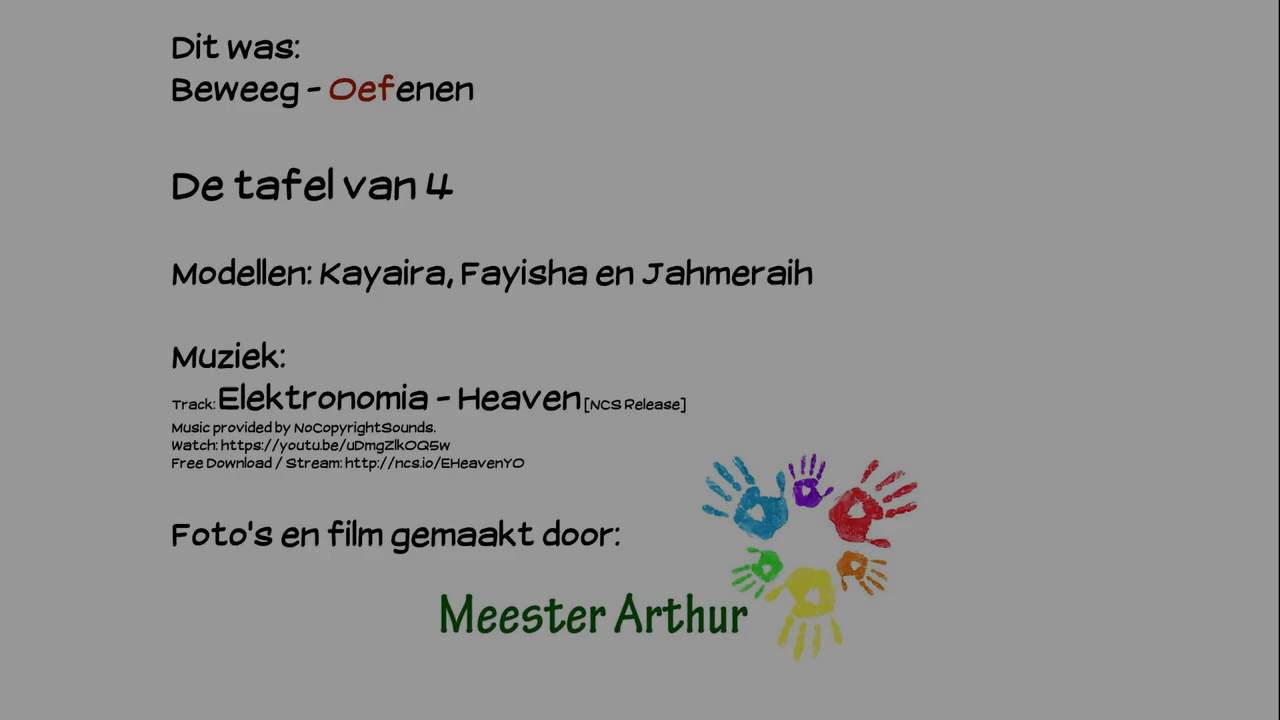 Dit was:
Beweeg - Oefenen
De tafel van 4
Modellen: Kayaira, Fayisha en Jahmeraih
Muziek:
Track: Elektronomia - Heaven [NCS Release]
Music provided by NoCopyrightSounds.
Watch: https://youtu.be/uDmgZlkOQ5w
Free Download / Stream: http://ncs.io/EHeavenYO
Foto's en film gemaakt door:
Meester Arthur